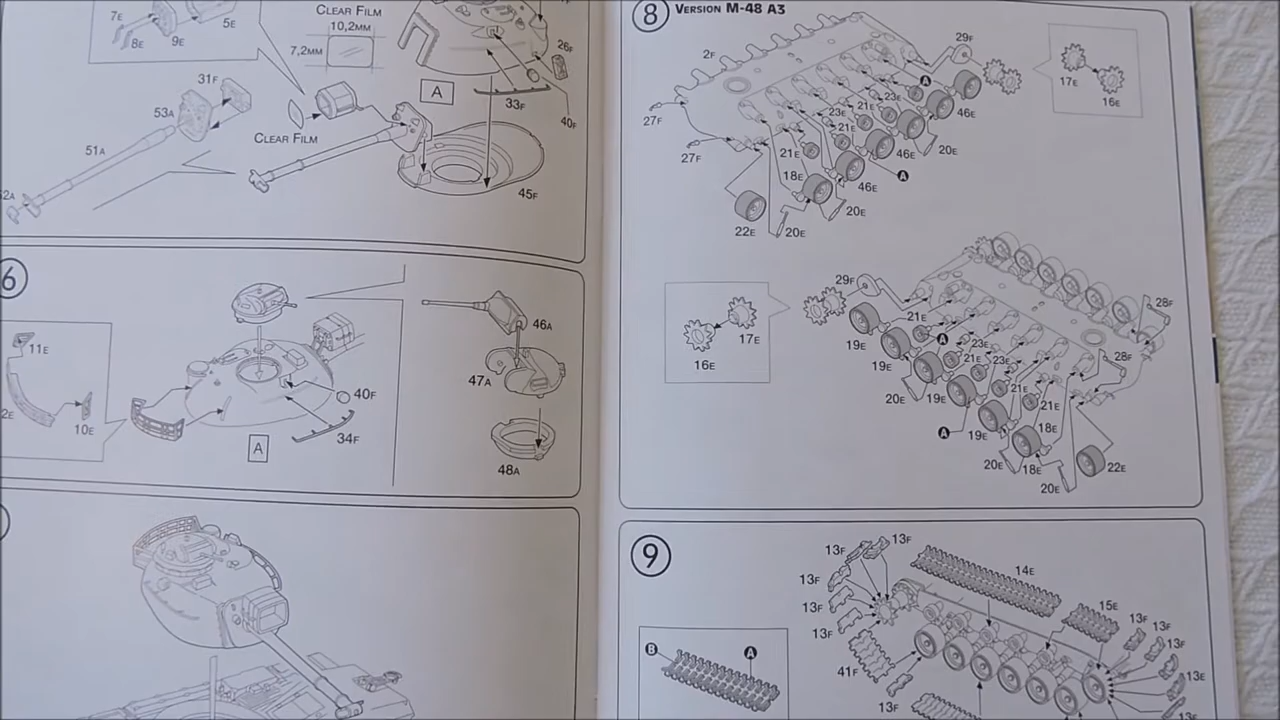 7E
8E
9E
5E
CLEAR FILM
10,2MM
7,2MM
26F
31F
53A
A
33F
40F
CLEAR FILM
51A
45F
6
11E
10E
46A
47A
40F
34F
A
48A
8 VERSION M-48 A3
2F
29F
A
17E
16E
27F
23E
21E
46E
23E
21E
27F
21E
46E
20E
18E
A
46E
20E
22E
20E
29F
28F
21E
17E
16E
A
19E
23E
21E
23E
28F
19E
21E
20E
19E
21E
A
19E
18E
20E
18E
22E
20E
9
13F
13F
14E
13F
15E
13F
13F
13F
13F
13F
41F
13E
13F
13F
B
A